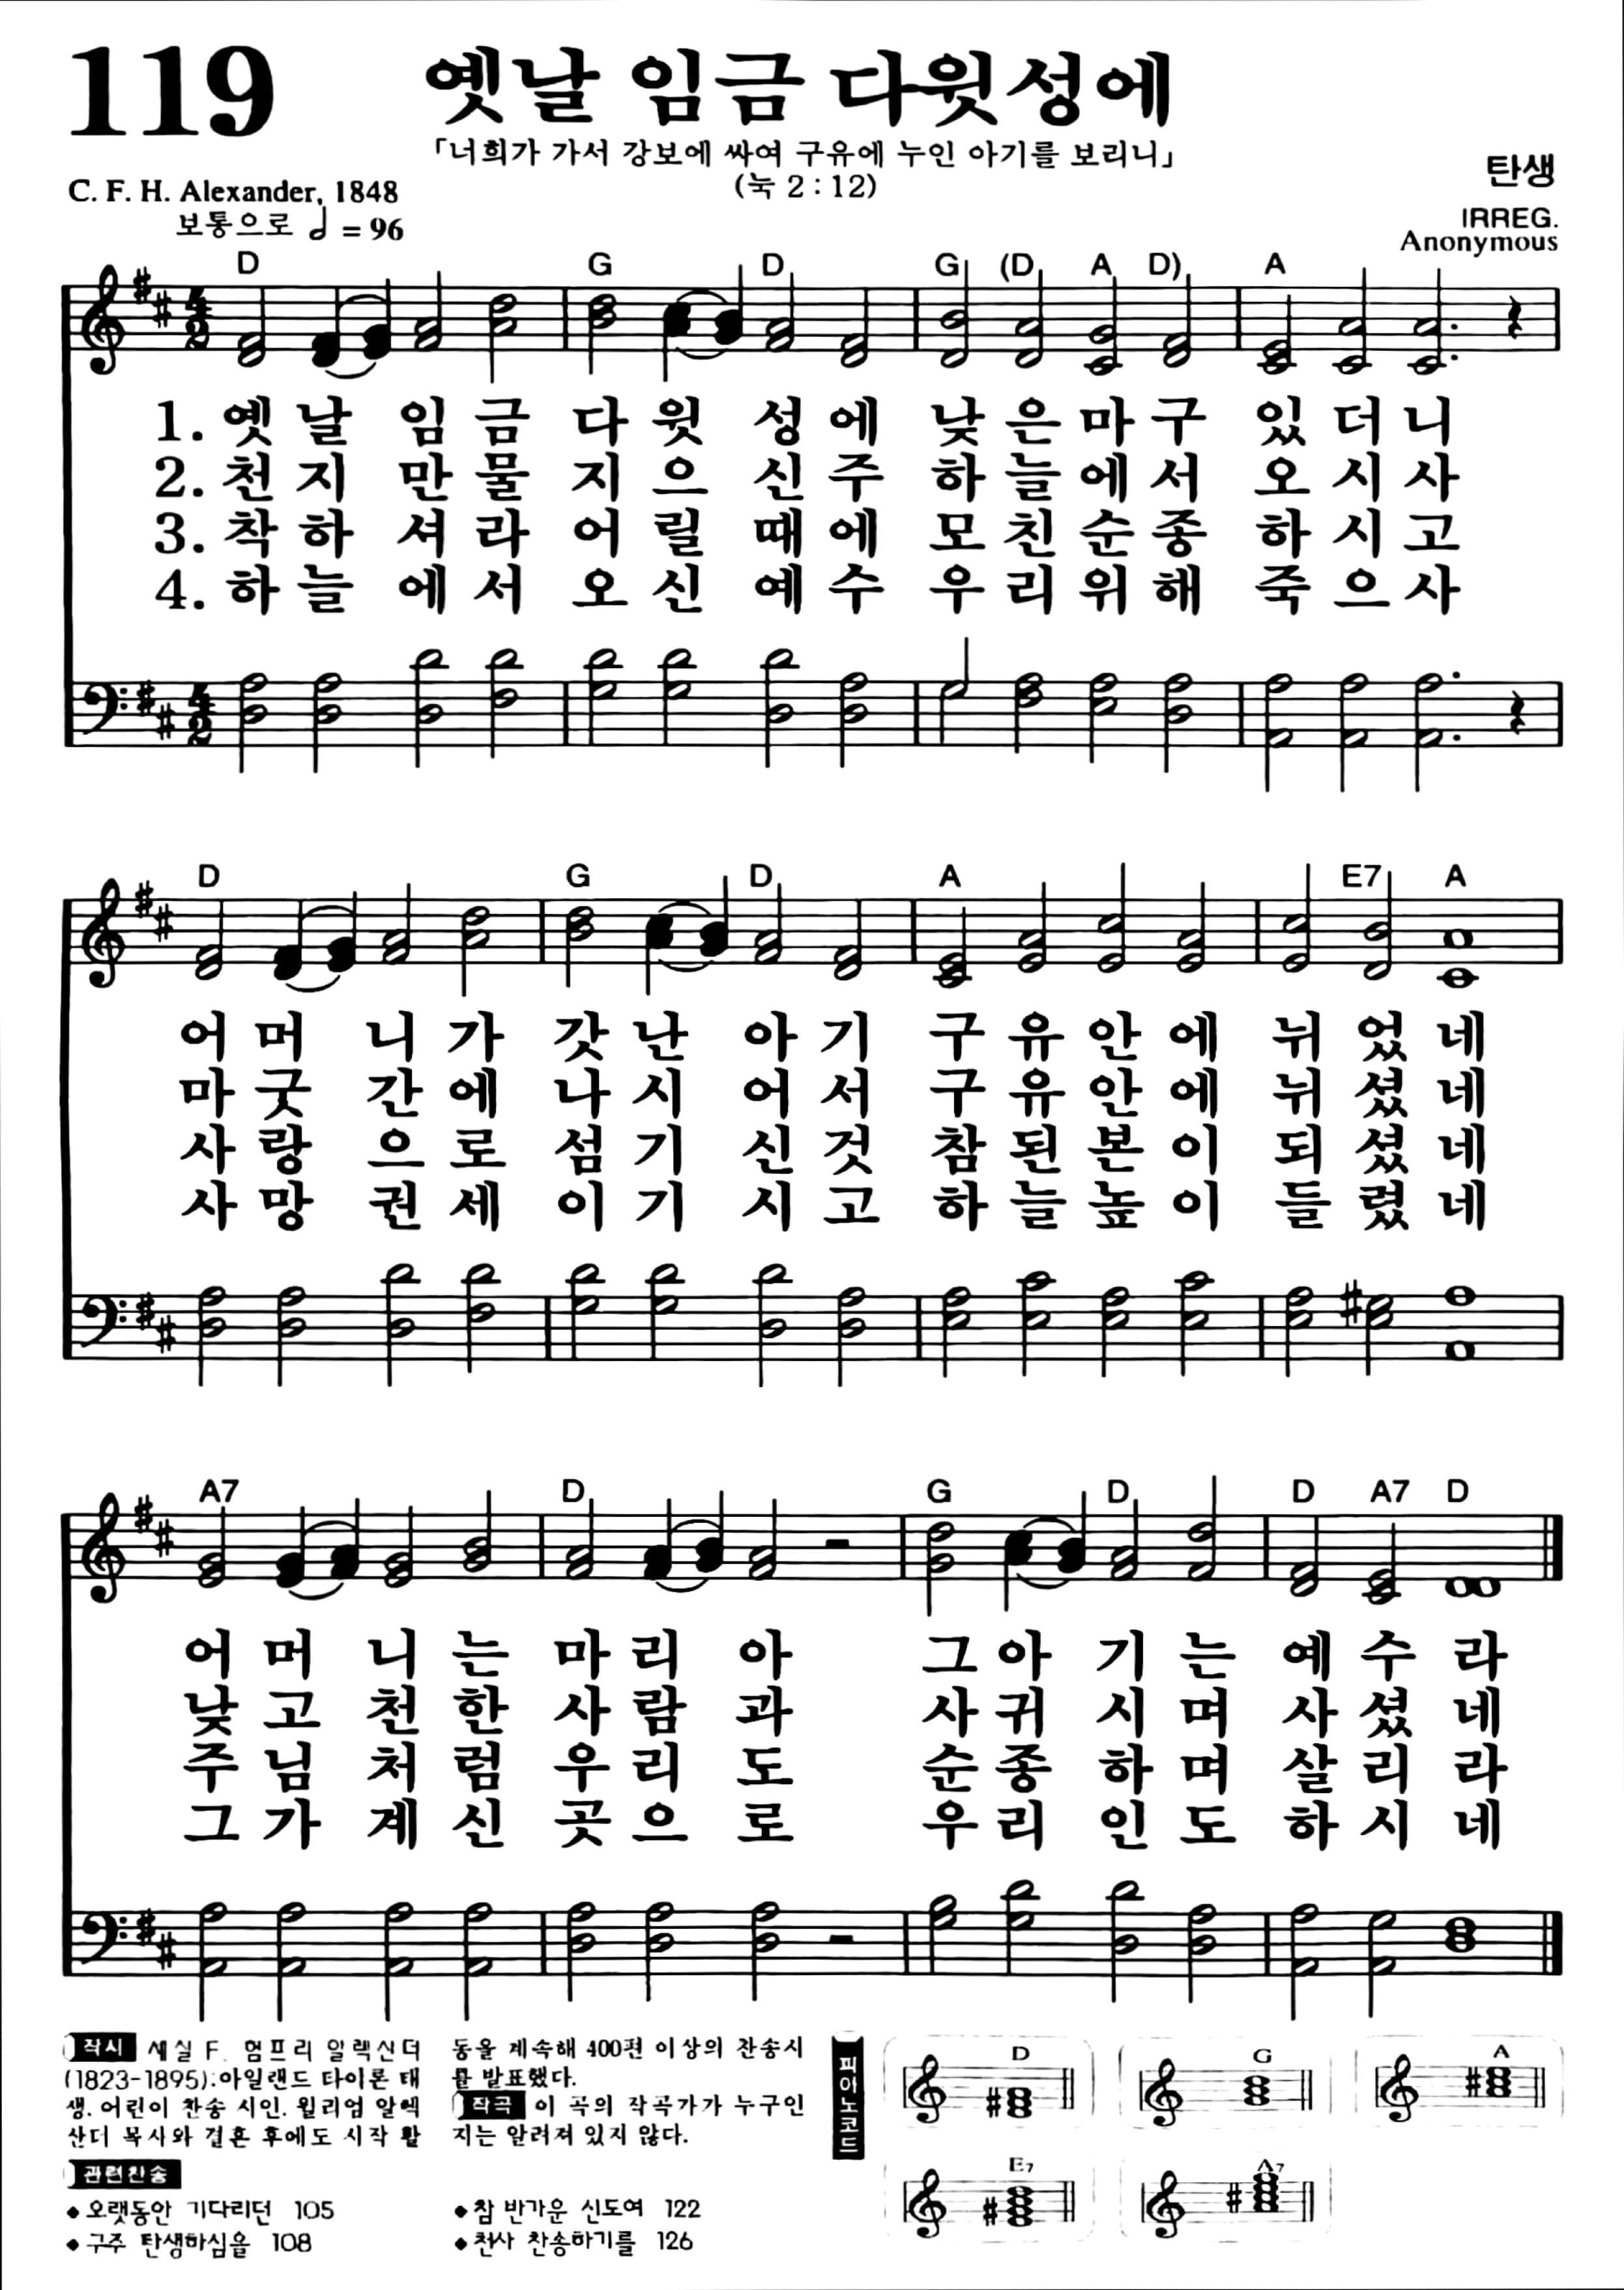 119
옛날 임금 다윗성에
「너희가 가서 강보에 싸여 구유에 누인 아기를 보리니」
(눅 2 : 12)
탄생
C. F. H. Alexander, 1848
IRREG.
보통으로 𝅗𝅥 = 96
Anonymous
D G D G (D A D) A
4 2
1. 옛 날 임 금 다 윗 성 에 낮 은 마 구 있 더 니
2. 천 지 만 물 지 으 신 주 하 늘 에 서 오 시 사
3. 착 하 셔 라 어 릴 때 에 모 친 순 종 하 시 고
4. 하 늘 에 서 오 신 예 수 우 리 위 해 죽 으 사
4 2
D G D A E7 A
어 머 니 가 갓 난 아 기 구 유 안 에 뉘 었 네
마 굿 간 에 나 시 어 서 구 유 안 에 뉘 셨 네
사 랑 으 로 섬 기 신 것 참 된 본 이 되 셨 네
사 망 권 세 이 기 시 고 하 늘 높 이 들 렸 네
A7 D G D D A7 D
어 머 니 는 마 리 아 그 아 기 는 예 수 라
낮 고 천 한 사 람 과 사 귀 시 며 사 셨 네
주 님 처 럼 우 리 도 순 종 하 며 살 리 라
그 가 계 신 곳 으 로 우 리 인 도 하 시 네
작시 세실 F. 험프리 알렉산더
(1823-1895):아일랜드 타이론 태
생. 어린이 찬송 시인. 윌리엄 알렉
산더 목사와 결혼 후에도 시작 활
동을 계속해 400편 이상의 찬송시
를 발표했다.
작곡 이 곡의 작곡가가 누구인
지는 알려져 있지 않다.
관련찬송
◆ 오랫동안 기다리던 105
◆ 구주 탄생하심을 108
◆ 참 반가운 신도여 122
◆ 천사 찬송하기를 126
피아노코드
D G A
E7 A7